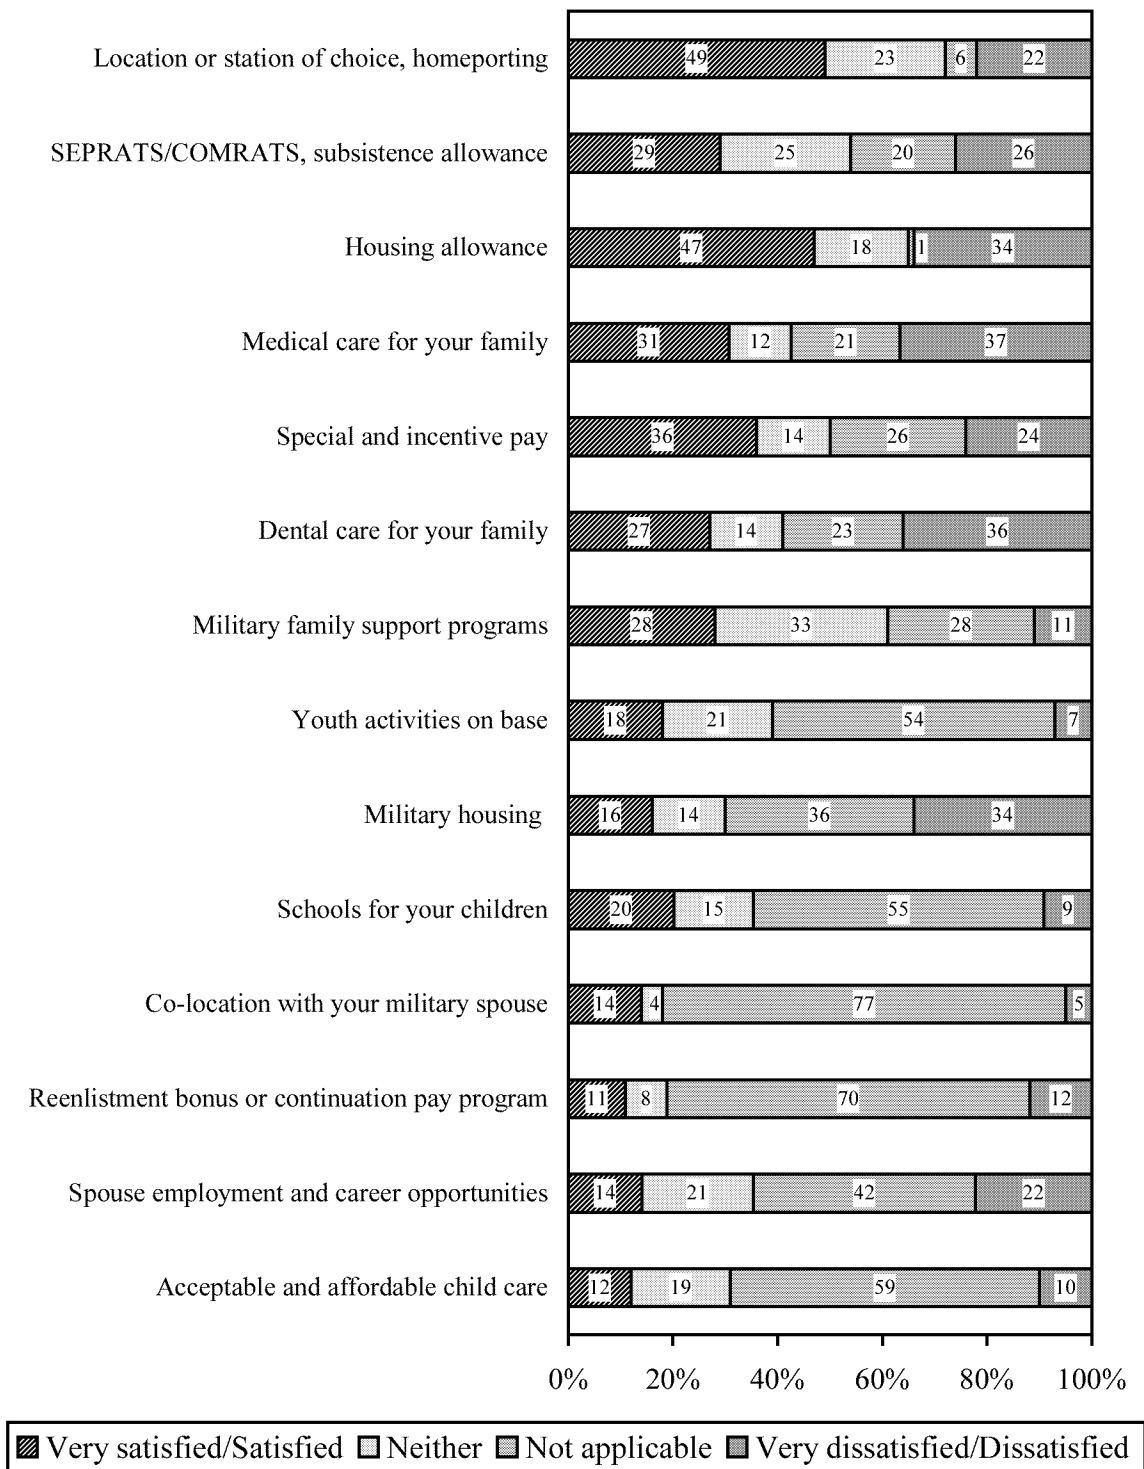 Location or station of choice, homeporting 49 23 6 22
SEPRATS/COMRATS, subsistence allowance 29 25 20 26
Housing allowance 47 18 1 34
Medical care for your family 31 12 21 37
Special and incentive pay 36 14 26 24
Dental care for your family 27 14 23 36
Military family support programs 28 33 28 11
Youth activities on base 18 21 54 7
Military housing 16 14 36 34
Schools for your children 20 15 55 9
Co-location with your military spouse 14 4 77 5
Reenlistment bonus or continuation pay program 11 8 70 12
Spouse employment and career opportunities 14 21 42 22
Acceptable and affordable child care 12 19 59 10
0% 20% 40% 60% 80% 100%
Very satisfied/Satisfied Neither Not applicable Very dissatisfied/Dissatisfied